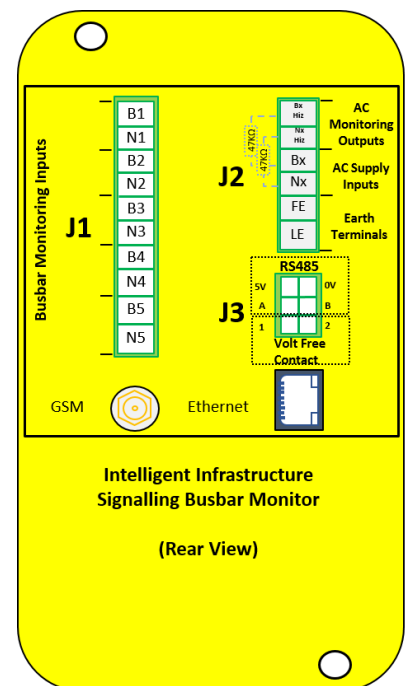 Busbar Monitoring Inputs
J1
B1
N1
B2
N2
B3
N3
B4
N4
B5
N5
J2
47KΩ
47KΩ
Bx
Hiz
Nx
Hiz
Bx
Nx
FE
LE
AC
Monitoring
Outputs
AC Supply
Inputs
Earth
Terminals
RS485
5V
0V
A
B
J3
1
2
Volt Free
Contact
GSM
Ethernet
Intelligent Infrastructure
Signalling Busbar Monitor
(Rear View)